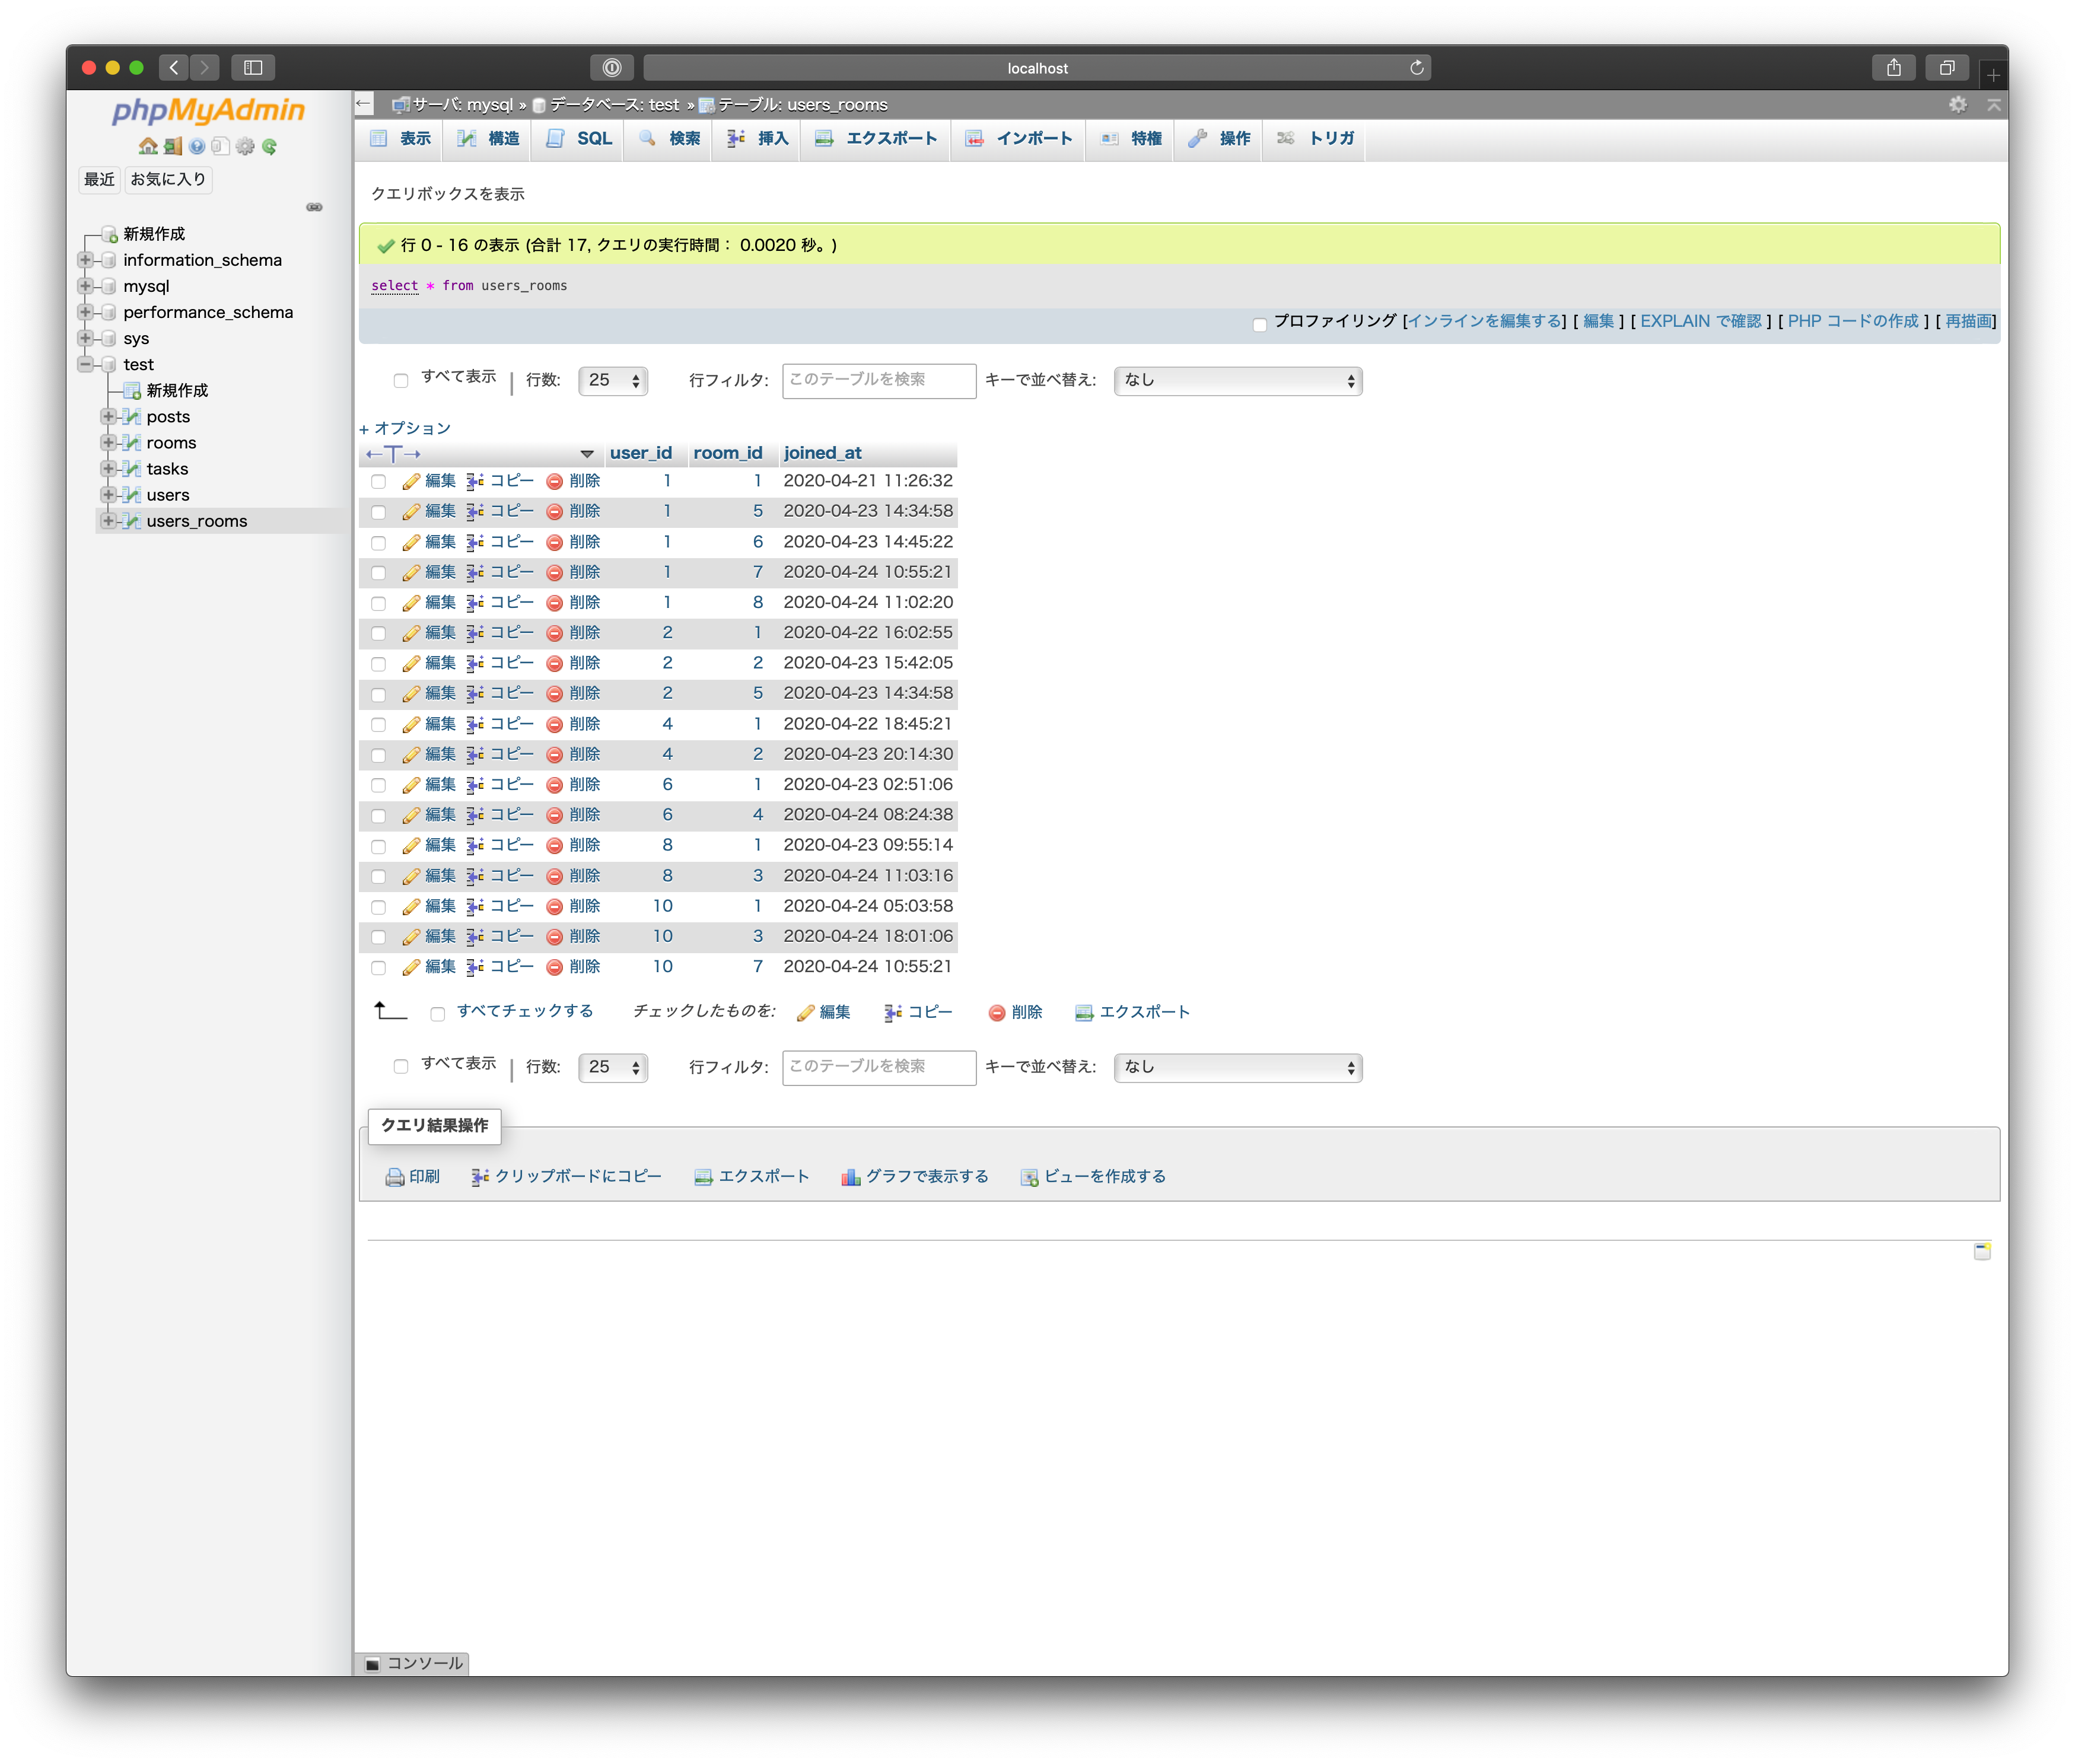 localhost
phpMyAdmin
最近 お気に入り
新規作成
information_schema
mysql
performance_schema
sys
test
新規作成
posts
rooms
tasks
users
users_rooms
サーバ: mysql » データベース: test » テーブル: users_rooms
表示 構造 SQL 検索 挿入 エクスポート インポート 特権 操作 トリガ
クエリボックスを表示
行 0 - 16 の表示 (合計 17, クエリの実行時間： 0.0020 秒。)
select * from users_rooms
プロファイリング [インラインを編集する] [ 編集 ] [ EXPLAIN で確認 ] [ PHP コードの作成 ] [ 再描画]
すべて表示 | 行数: 25 行フィルタ: このテーブルを検索 キーで並べ替え: なし
+ オプション
←T→ user_id room_id joined_at
編集 コピー 削除 1 1 2020-04-21 11:26:32
編集 コピー 削除 1 5 2020-04-23 14:34:58
編集 コピー 削除 1 6 2020-04-23 14:45:22
編集 コピー 削除 1 7 2020-04-24 10:55:21
編集 コピー 削除 1 8 2020-04-24 11:02:20
編集 コピー 削除 2 1 2020-04-22 16:02:55
編集 コピー 削除 2 2 2020-04-23 15:42:05
編集 コピー 削除 2 5 2020-04-23 14:34:58
編集 コピー 削除 4 1 2020-04-22 18:45:21
編集 コピー 削除 4 2 2020-04-23 20:14:30
編集 コピー 削除 6 1 2020-04-23 02:51:06
編集 コピー 削除 6 4 2020-04-24 08:24:38
編集 コピー 削除 8 1 2020-04-23 09:55:14
編集 コピー 削除 8 3 2020-04-24 11:03:16
編集 コピー 削除 10 1 2020-04-24 05:03:58
編集 コピー 削除 10 3 2020-04-24 18:01:06
編集 コピー 削除 10 7 2020-04-24 10:55:21
すべてチェックする チェックしたものを: 編集 コピー 削除 エクスポート
すべて表示 | 行数: 25 行フィルタ: このテーブルを検索 キーで並べ替え: なし
クエリ結果操作
印刷 クリップボードにコピー エクスポート グラフで表示する ビューを作成する
コンソール